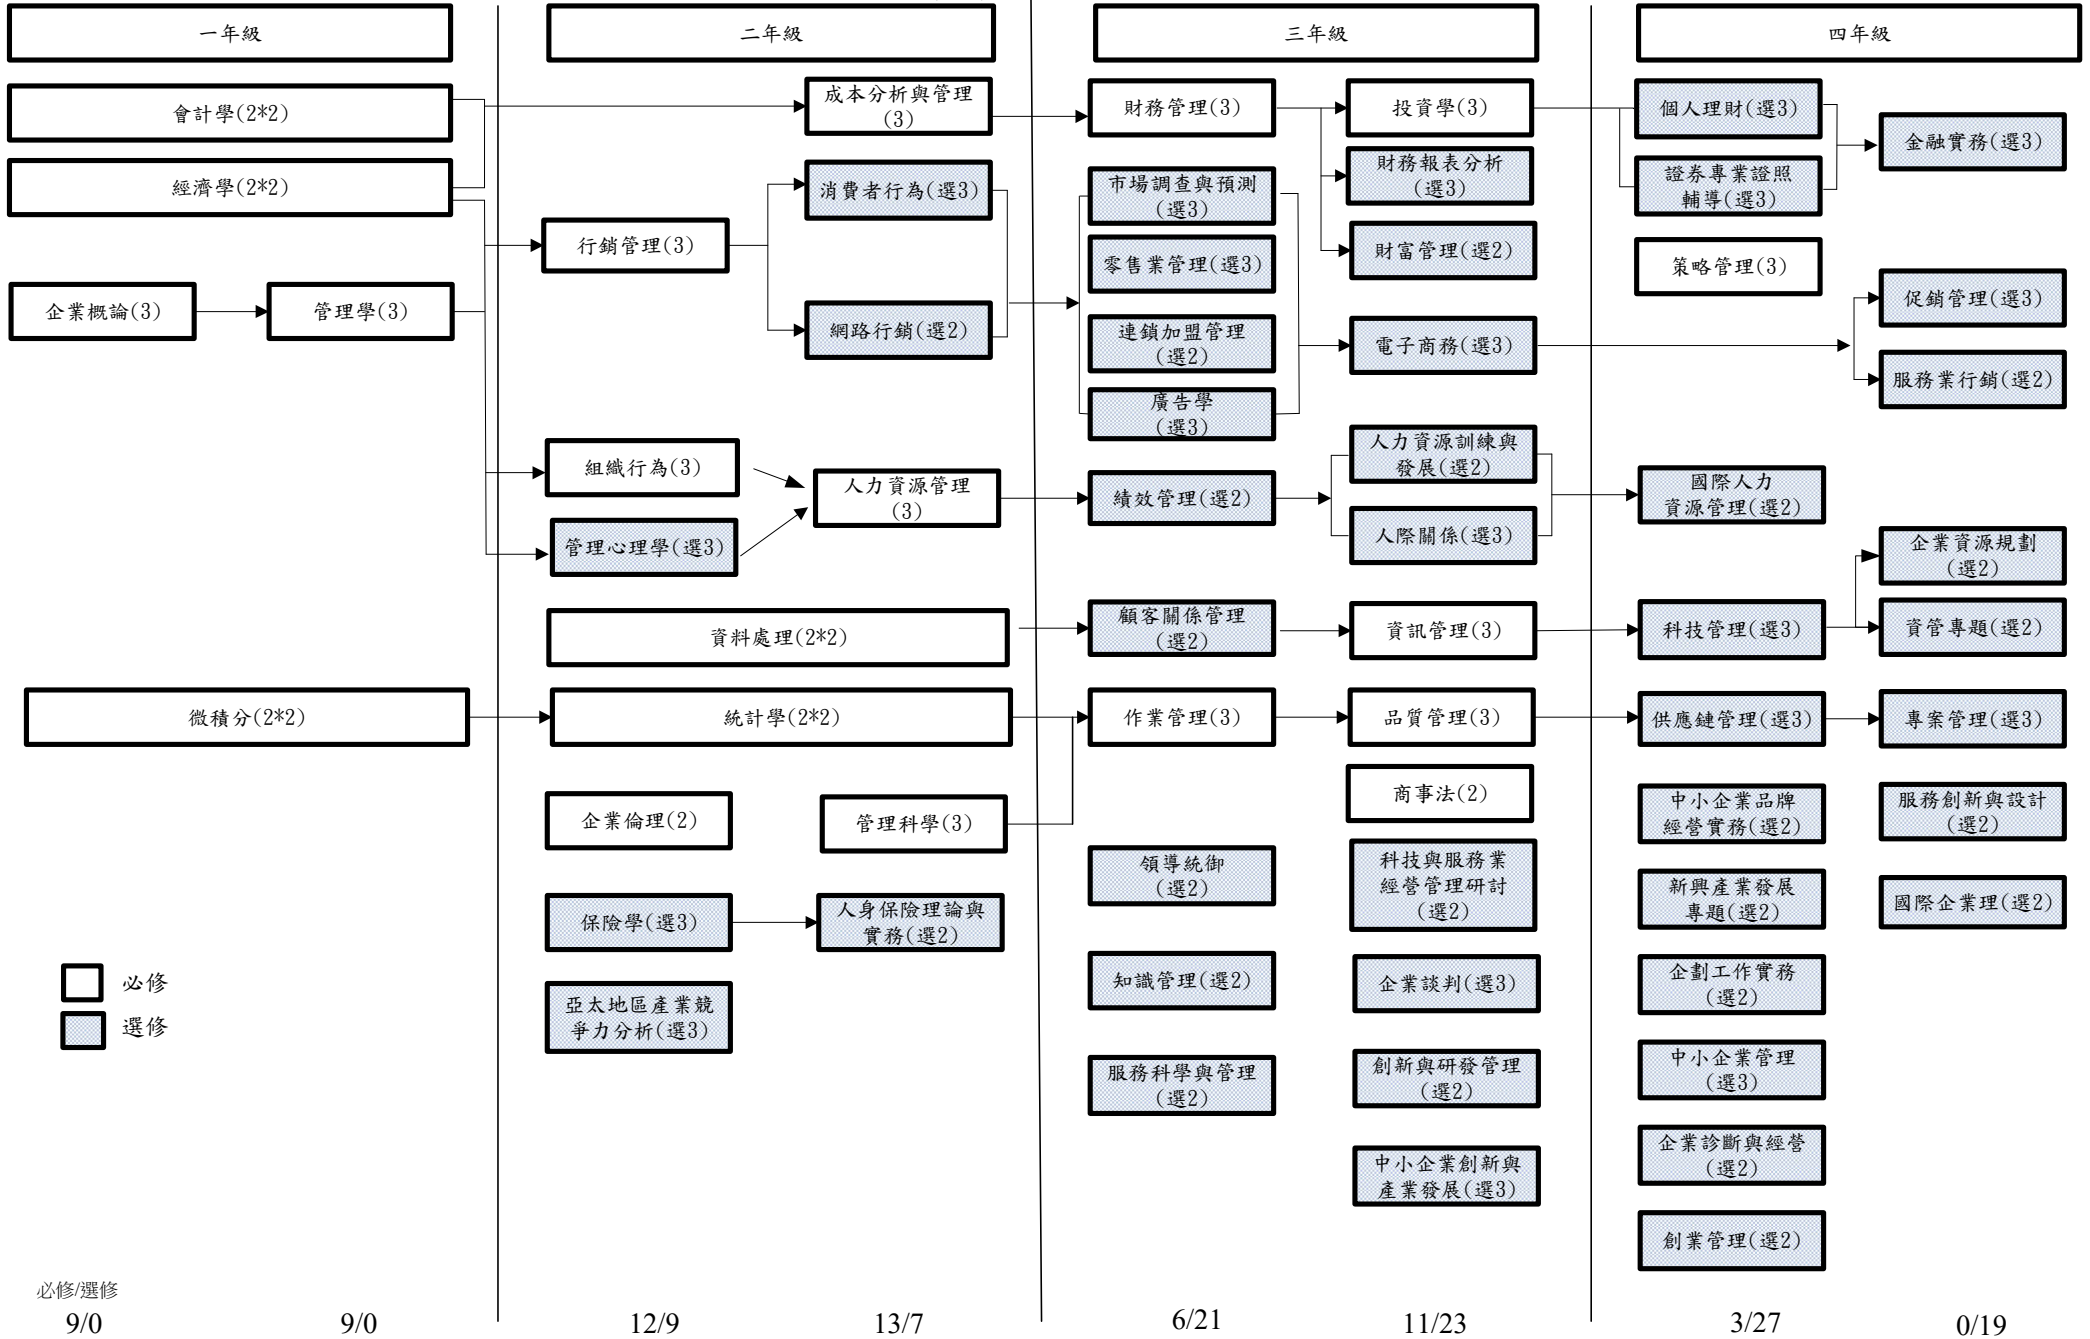 一年級
二年級
三年級
四年級
會計學(2*2)
成本分析與管理
(3)
財務管理(3)
投資學(3)
個人理財(選3)
金融實務(選3)
經濟學(2*2)
消費者行為(選3)
市場調查與預測
(選3)
財務報表分析
(選3)
證券專業證照
輔導(選3)
行銷管理(3)
零售業管理(選3)
財富管理(選2)
策略管理(3)
企業概論(3)
管理學(3)
網路行銷(選2)
連鎖加盟管理
(選2)
電子商務(選3)
促銷管理(選3)
廣告學
(選3)
服務業行銷(選2)
組織行為(3)
人力資源管理
(3)
績效管理(選2)
人力資源訓練與
發展(選2)
國際人力
資源管理(選2)
管理心理學(選3)
人際關係(選3)
企業資源規劃
(選2)
資料處理(2*2)
顧客關係管理
(選2)
資訊管理(3)
科技管理(選3)
資管專題(選2)
微積分(2*2)
統計學(2*2)
作業管理(3)
品質管理(3)
供應鏈管理(選3)
專案管理(選3)
企業倫理(2)
管理科學(3)
商事法(2)
中小企業品牌
經營實務(選2)
服務創新與設計
(選2)
領導統御
(選2)
科技與服務業
經營管理研討
(選2)
新興產業發展
專題(選2)
國際企業理(選2)
保險學(選3)
人身保險理論與
實務(選2)
必修
選修
亞太地區產業競
爭力分析(選3)
知識管理(選2)
企業談判(選3)
企劃工作實務
(選2)
服務科學與管理
(選2)
創新與研發管理
(選2)
中小企業管理
(選3)
中小企業創新與
產業發展(選3)
企業診斷與經營
(選2)
創業管理(選2)
必修/選修
9/0
9/0
12/9
13/7
6/21
11/23
3/27
0/19